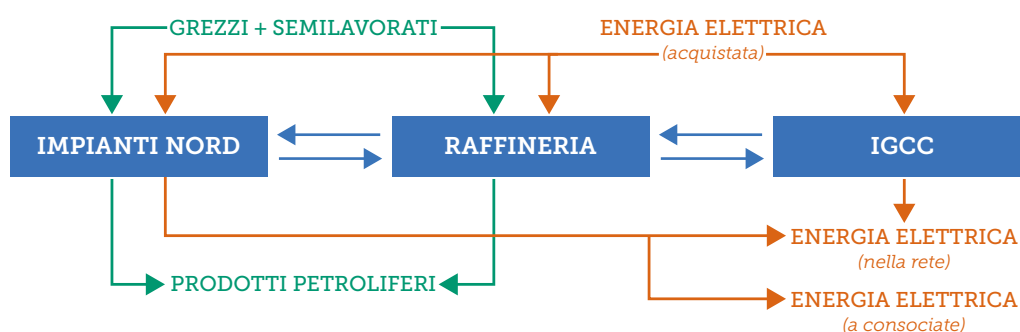 GREZZI + SEMILAVORATI
ENERGIA ELETTRICA
(acquistata)
IMPIANTI NORD
RAFFINERIA
IGCC
ENERGIA ELETTRICA
(nella rete)
PRODOTTI PETROLIFERI
ENERGIA ELETTRICA
(a consociate)